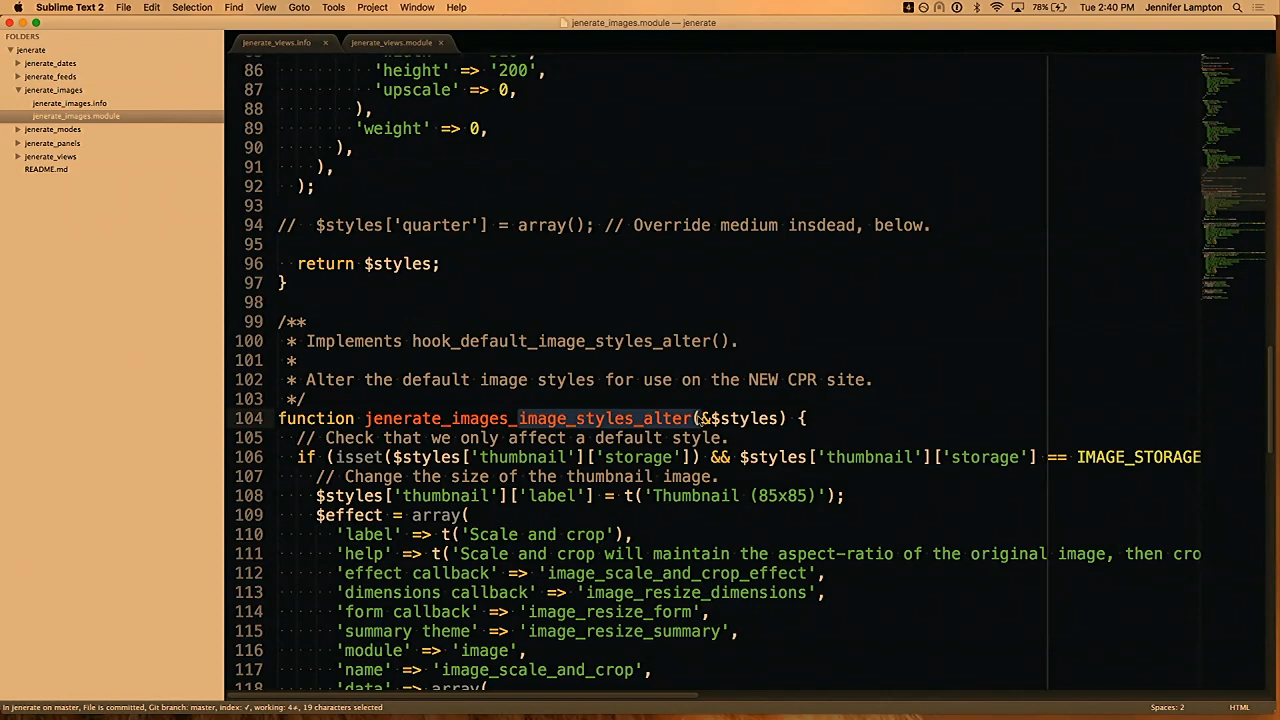 Sublime Text 2 File Edit Selection Find View Goto Tools Project Window Help 4 78% Tue 2:40 PM Jennifer Lampton
jenerate_images.module — jenerate
FOLDERS
jenerate
jenerate_dates
jenerate_feeds
jenerate_images
jenerate_images.info
jenerate_images.module
jenerate_modes
jenerate_panels
jenerate_views
README.md
jenerate_views.info × jenerate_views.module ×
86 'height' => '200',
87 'upscale' => 0,
88 ),
89 'weight' => 0,
90 ),
91 ),
92 );
93
94 // $styles['quarter'] = array(); // Override medium insdead, below.
95
96 return $styles;
97 }
98
99 /**
100 * Implements hook_default_image_styles_alter().
101 *
102 * Alter the default image styles for use on the NEW CPR site.
103 */
104 function jenerate_images_image_styles_alter(&$styles) {
105 // Check that we only affect a default style.
106 if (isset($styles['thumbnail']['storage']) && $styles['thumbnail']['storage'] == IMAGE_STORAGE
107 // Change the size of the thumbnail image.
108 $styles['thumbnail']['label'] = t('Thumbnail (85x85)');
109 $effect = array(
110 'label' => t('Scale and crop'),
111 'help' => t('Scale and crop will maintain the aspect-ratio of the original image, then cro
112 'effect callback' => 'image_scale_and_crop_effect',
113 'dimensions callback' => 'image_resize_dimensions',
114 'form callback' => 'image_resize_form',
115 'summary theme' => 'image_resize_summary',
116 'module' => 'image',
117 'name' => 'image_scale_and_crop',
118 'data' => array(
In jenerate on master, File is committed, Git branch: master, index: ✓, working: 4≠, 19 characters selected Spaces: 2 HTML